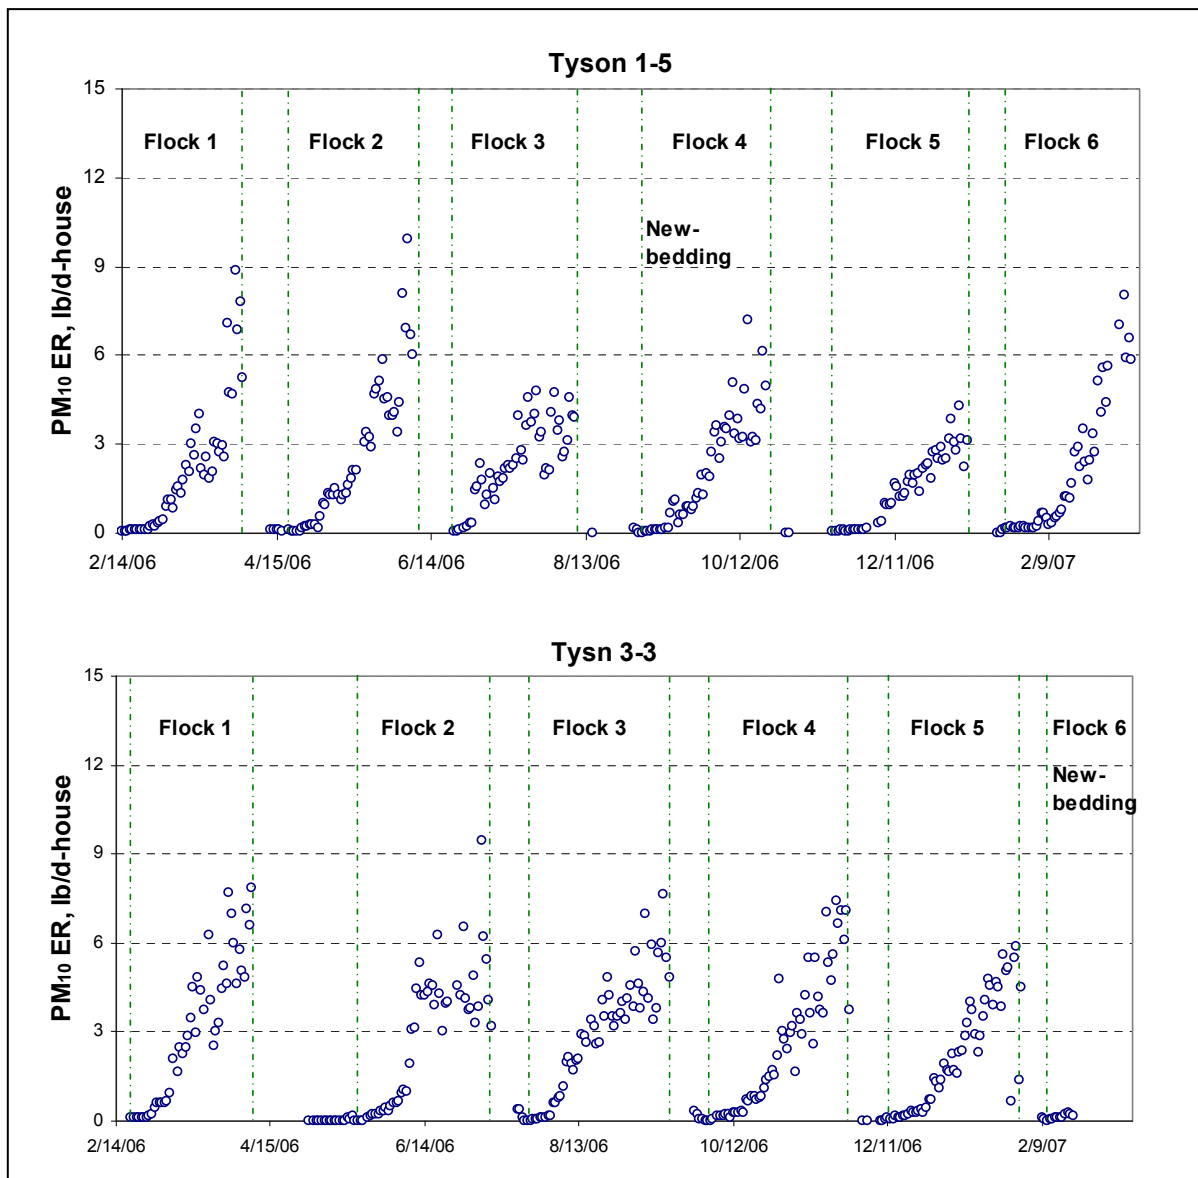 Tyson 1-5
PM10 ER, lb/d-house
15
12
9
6
3
0
Flock 1
Flock 2
Flock 3
Flock 4
Flock 5
Flock 6
New-
bedding
2/14/06
4/15/06
6/14/06
8/13/06
10/12/06
12/11/06
2/9/07
Tysn 3-3
PM10 ER, lb/d-house
15
12
9
6
3
0
Flock 1
Flock 2
Flock 3
Flock 4
Flock 5
Flock 6
New-
bedding
2/14/06
4/15/06
6/14/06
8/13/06
10/12/06
12/11/06
2/9/07